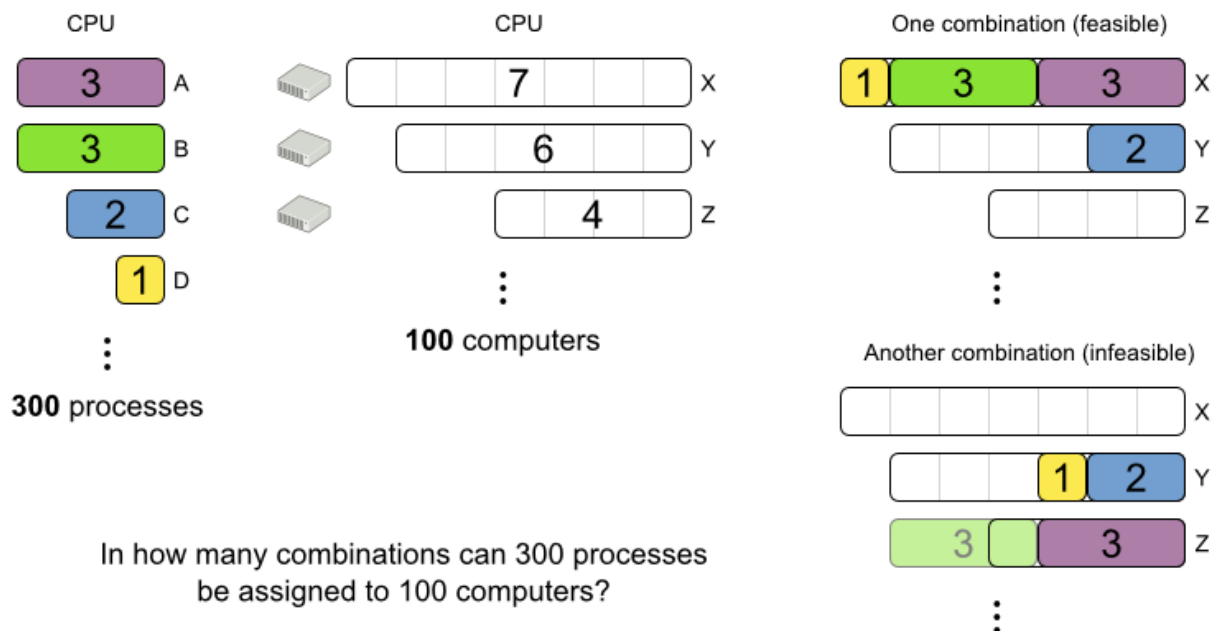 CPU
3 A
3 B
2 C
1 D
300 processes
CPU
7 X
6 Y
4 Z
100 computers
One combination (feasible)
1 3 3 X
2 Y
Z
Another combination (infeasible)
X
1 2 Y
3 3 Z
In how many combinations can 300 processes
be assigned to 100 computers?